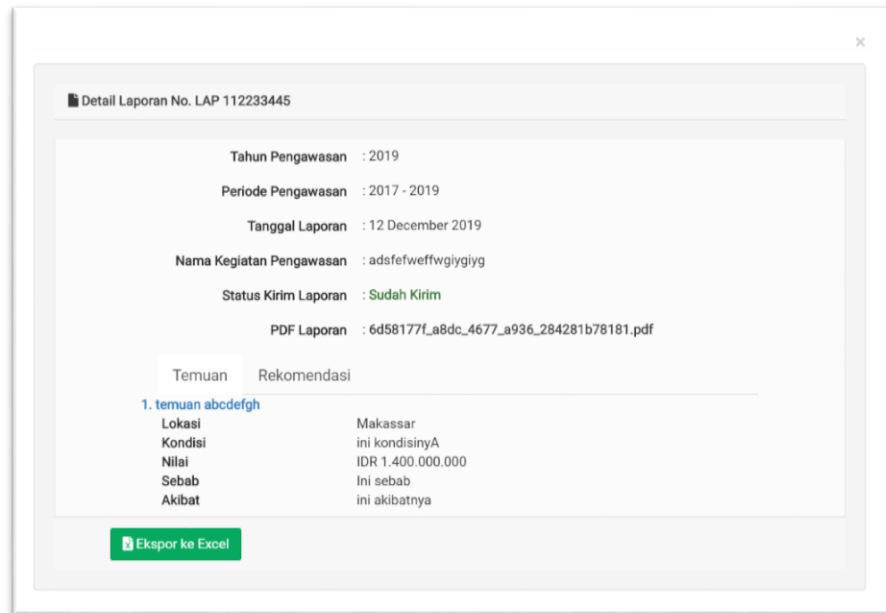 ×
Detail Laporan No. LAP 112233445
Tahun Pengawasan : 2019
Periode Pengawasan : 2017 - 2019
Tanggal Laporan : 12 December 2019
Nama Kegiatan Pengawasan : adsfefweffwgiygiyg
Status Kirim Laporan : Sudah Kirim
PDF Laporan : 6d58177f_a8dc_4677_a936_284281b78181.pdf
Temuan Rekomendasi
1. temuan abcdefgh
Lokasi Makassar
Kondisi ini kondisinyA
Nilai IDR 1.400.000.000
Sebab Ini sebab
Akibat ini akibatnya
Ekspor ke Excel